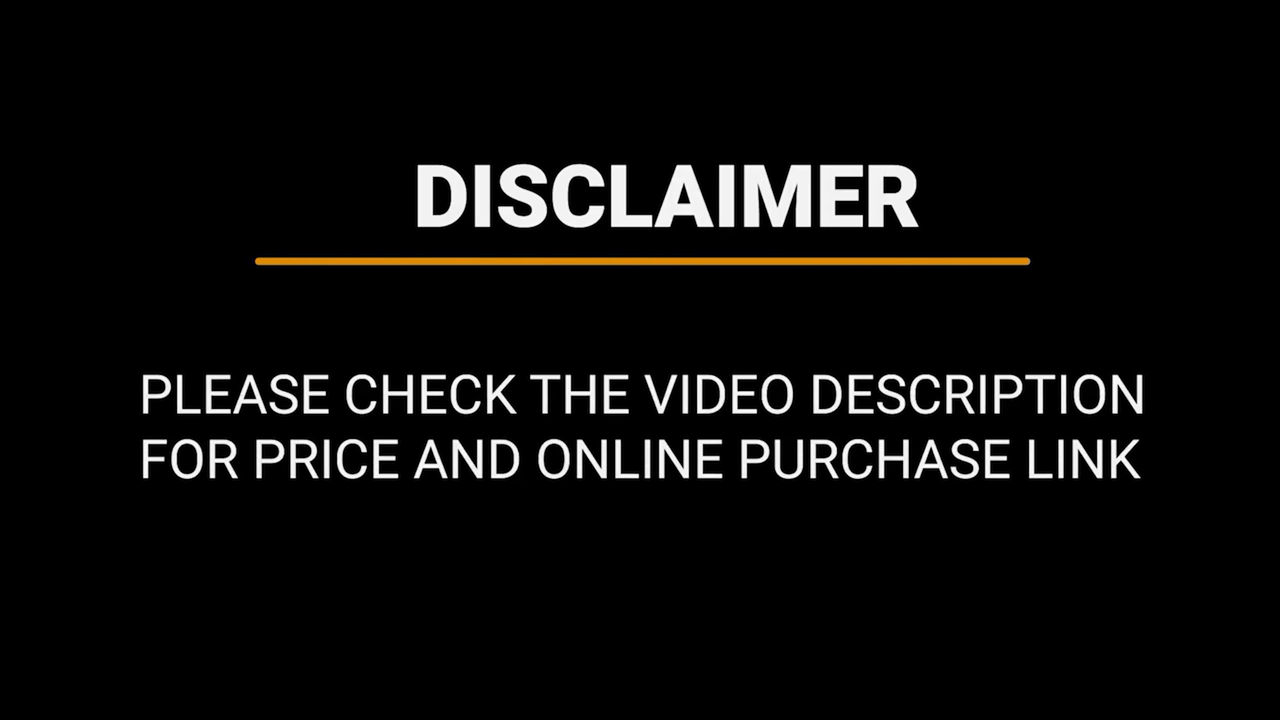 DISCLAIMER
PLEASE CHECK THE VIDEO DESCRIPTION
FOR PRICE AND ONLINE PURCHASE LINK